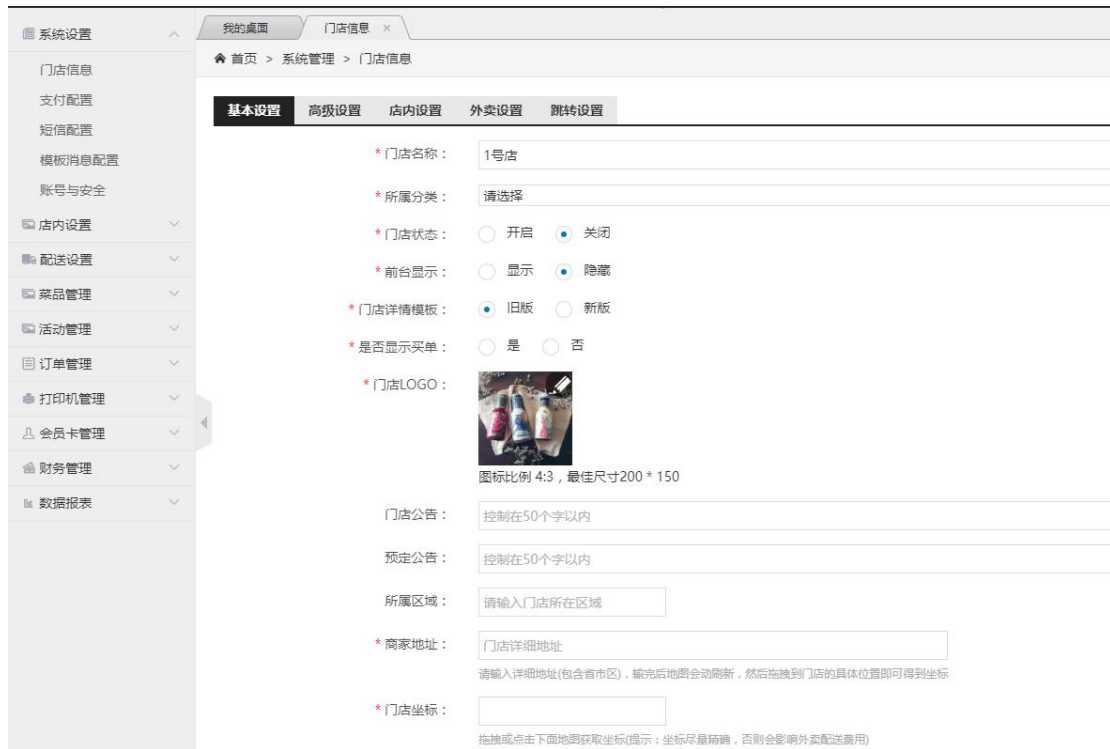 系统设置
门店信息
支付配置
短信配置
模板消息配置
账号与安全
店内设置
配送设置
菜品管理
活动管理
订单管理
打印机管理
会员卡管理
财务管理
数据报表
我的桌面 门店信息 ×
首页 > 系统管理 > 门店信息
基本设置 高级设置 店内设置 外卖设置 跳转设置
* 门店名称： 1号店
* 所属分类： 请选择
* 门店状态： 开启 关闭
* 前台显示： 显示 隐藏
* 门店详情模板： 旧版 新版
* 是否显示买单： 是 否
* 门店LOGO：
图标比例 4:3，最佳尺寸200 * 150
门店公告： 控制在50个字以内
预定公告： 控制在50个字以内
所属区域： 请输入门店所在区域
* 商家地址： 门店详细地址
请输入详细地址(包含省市区)，输完后地图会动刷新，然后拖拽到门店的具体位置即可得到坐标
* 门店坐标：
拖拽或点击下面地图获取坐标(提示：坐标尽量精确，否则会影响外卖配送费用)